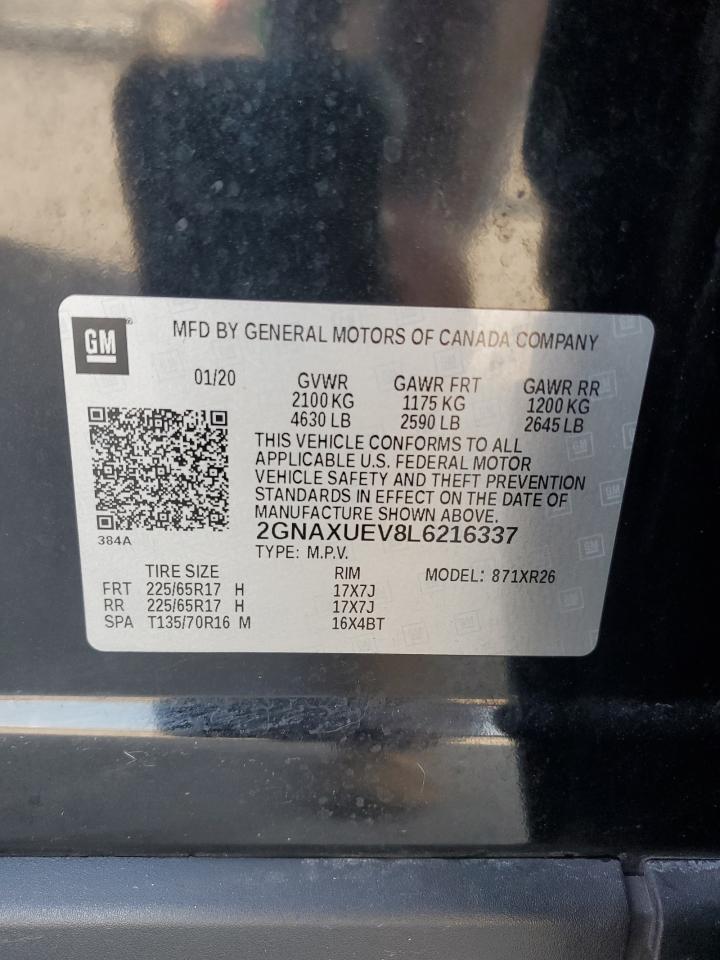 GM
MFD BY GENERAL MOTORS OF CANADA COMPANY
01/20 GVWR GAWR FRT GAWR RR
2100 KG 1175 KG 1200 KG
4630 LB 2590 LB 2645 LB
THIS VEHICLE CONFORMS TO ALL
APPLICABLE U.S. FEDERAL MOTOR
VEHICLE SAFETY AND THEFT PREVENTION
STANDARDS IN EFFECT ON THE DATE OF
MANUFACTURE SHOWN ABOVE.
384A 2GNAXUEV8L6216337
TYPE: M.P.V.
TIRE SIZE RIM MODEL: 871XR26
FRT 225/65R17 H 17X7J
RR 225/65R17 H 17X7J
SPA T135/70R16 M 16X4BT